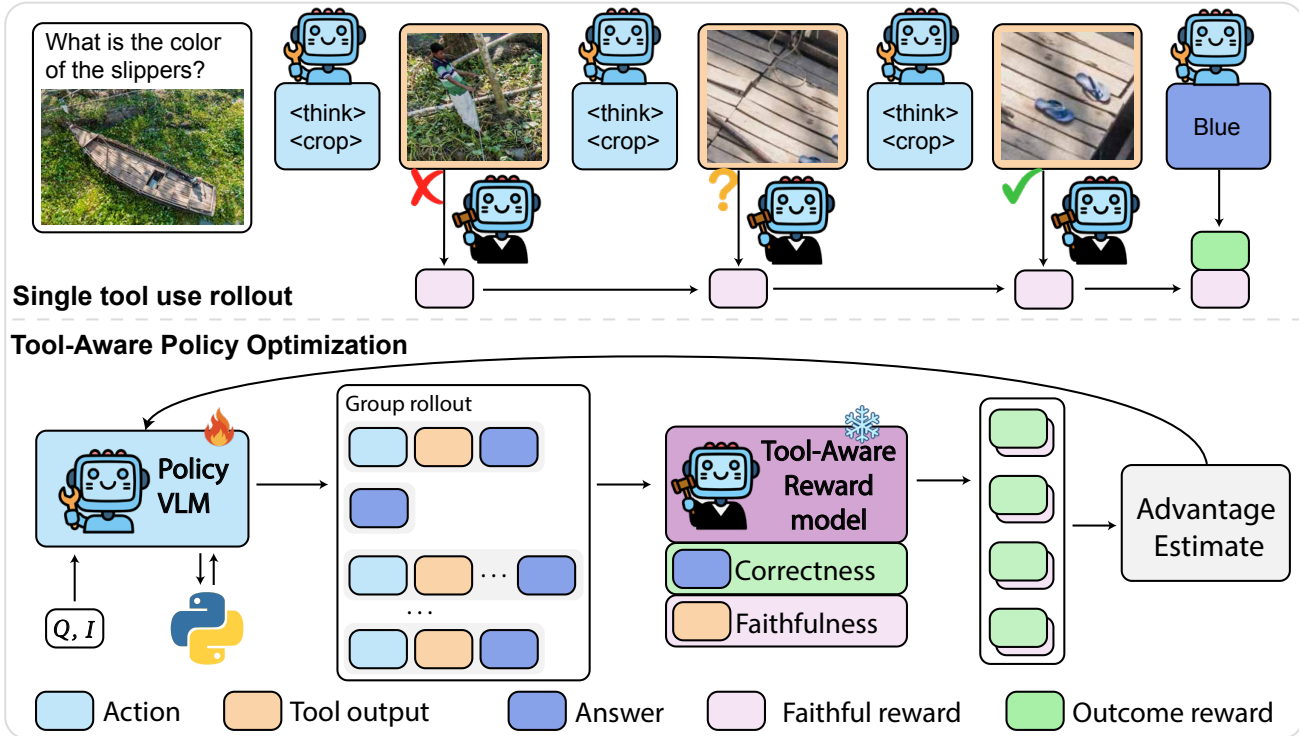 What is the color
of the slippers?
<think>
<crop>
<think>
<crop>
<think>
<crop>
Blue
?
Single tool use rollout
Tool-Aware Policy Optimization
Policy
VLM
Q, I
Group rollout
...
...
Tool-Aware
Reward
model
Correctness
Faithfulness
Advantage
Estimate
Action
Tool output
Answer
Faithful reward
Outcome reward